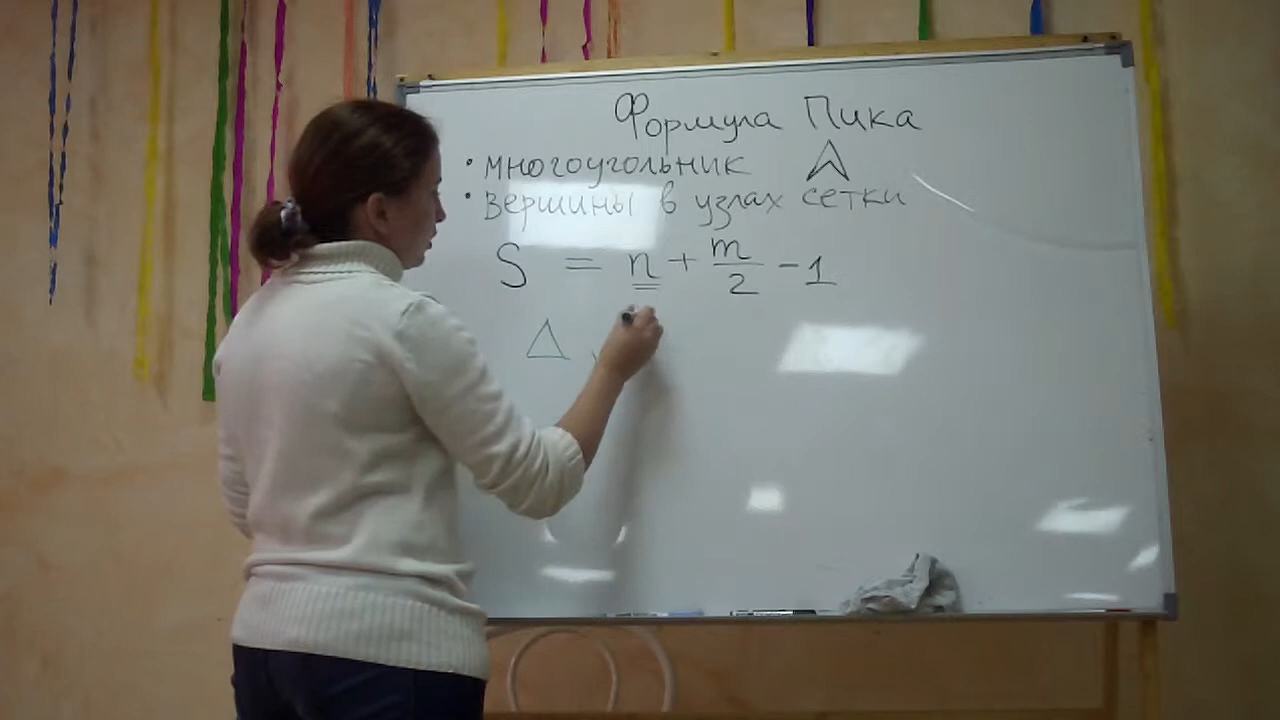 Формула Пика
• многоугольник
• вершины в узлах сетки
S = n + m/2 - 1